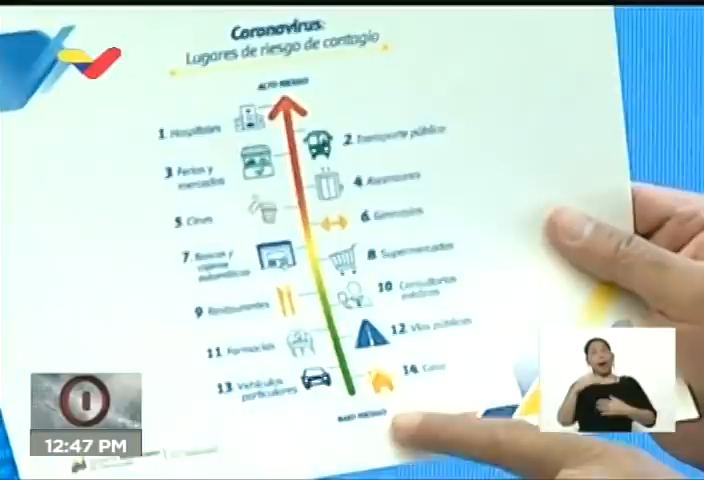 Coronavirus:
Lugares de riesgo de contagio
ALTO RIESGO
1 Hospitales
2 Transporte público
3 Ferias y
mercados
4 Ascensores
5 Cines
6 Gimnasios
7 Bancos y
cajeros
automáticos
8 Supermercados
9 Restaurantes
10 Consultorios
médicos
11 Farmacias
12 Vías públicas
13 Vehículos
particulares
14 Casa
BAJO RIESGO
12:47 PM